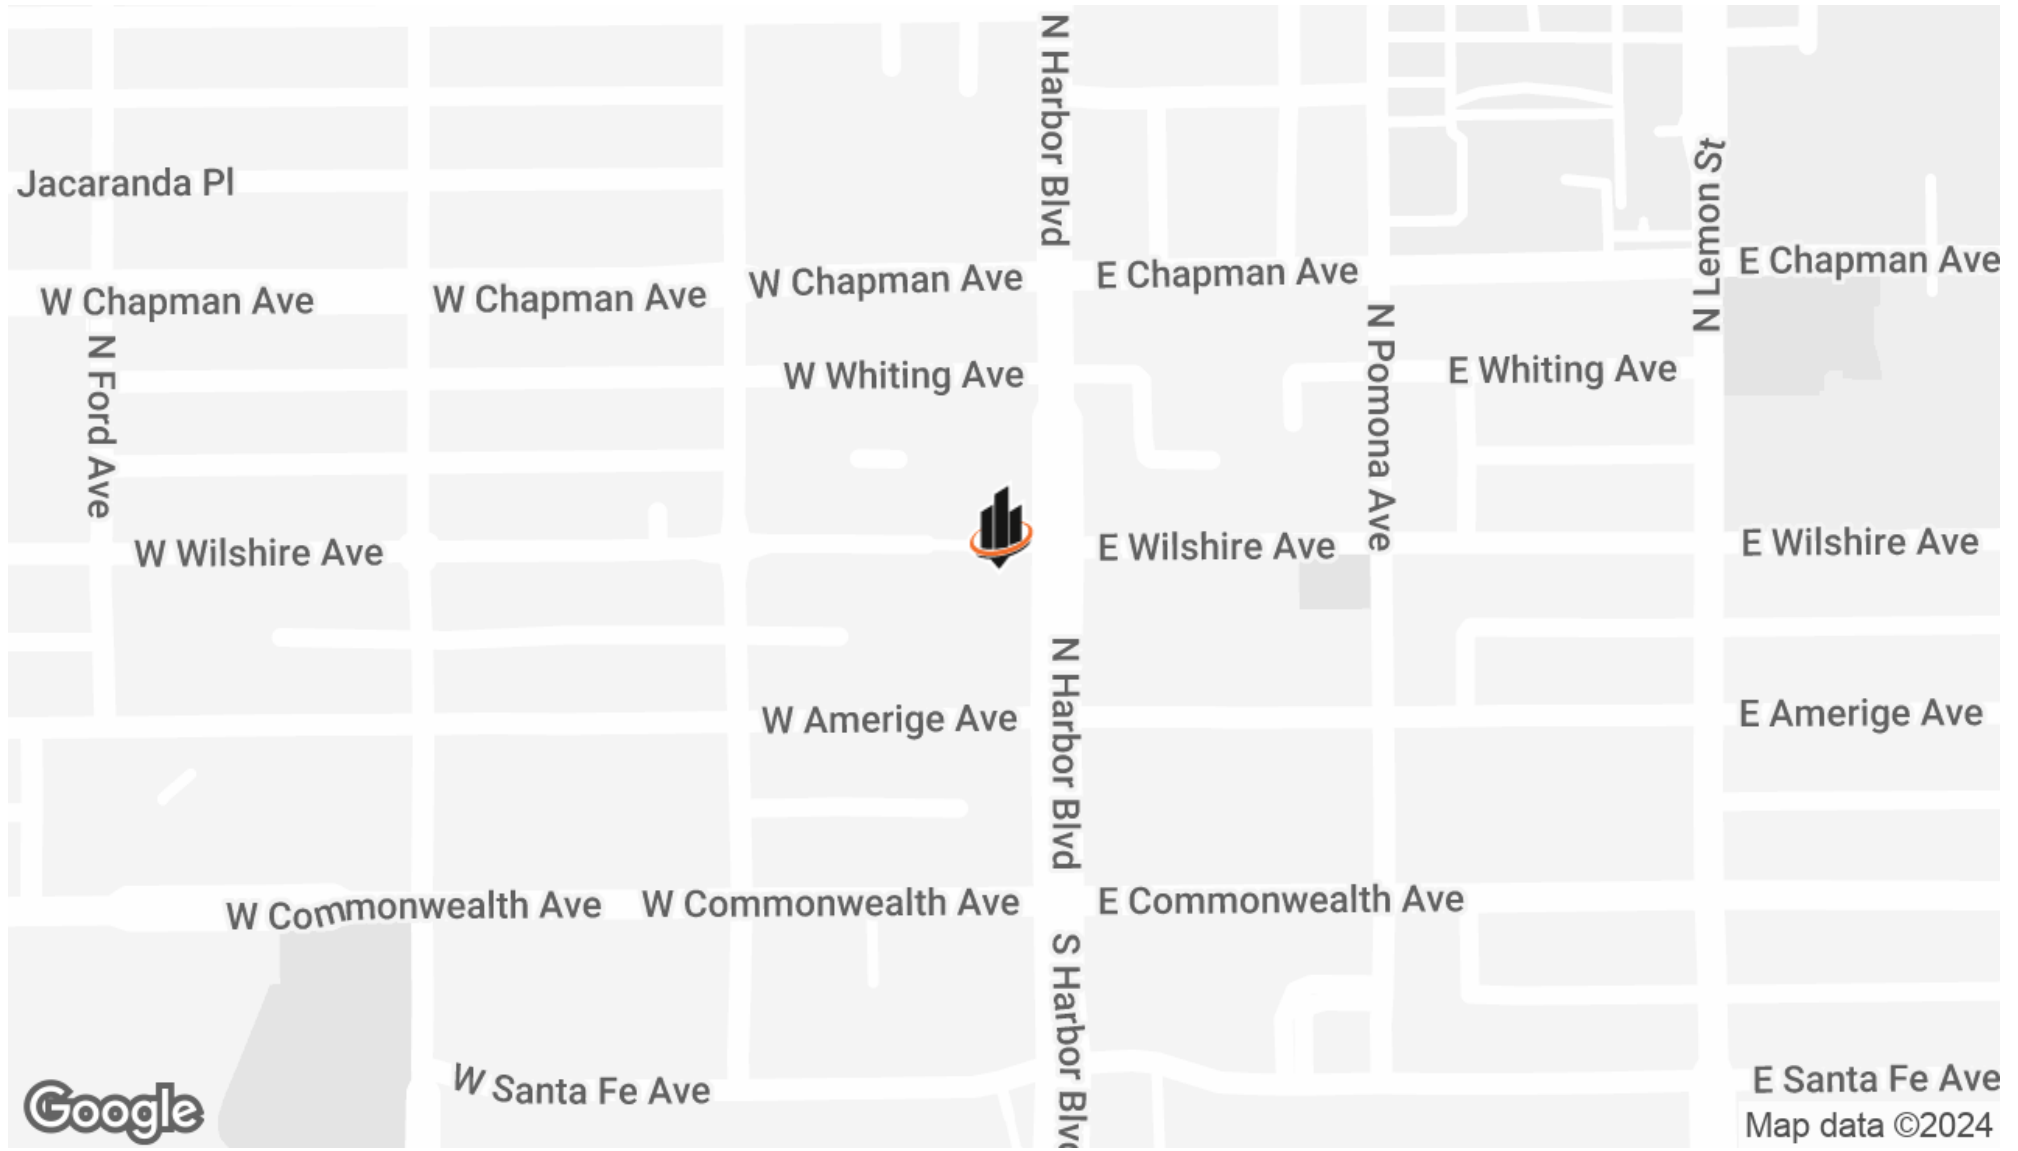 N Harbor Blvd
Jacaranda Pl
N Lemon St
W Chapman Ave
W Chapman Ave
W Chapman Ave
E Chapman Ave
E Chapman Ave
N Ford Ave
W Whiting Ave
N Pomona Ave
E Whiting Ave
W Wilshire Ave
E Wilshire Ave
E Wilshire Ave
N Harbor Blvd
W Amerige Ave
E Amerige Ave
W Commonwealth Ave
W Commonwealth Ave
E Commonwealth Ave
S Harbor Blvd
W Santa Fe Ave
E Santa Fe Ave
Google
Map data ©2024